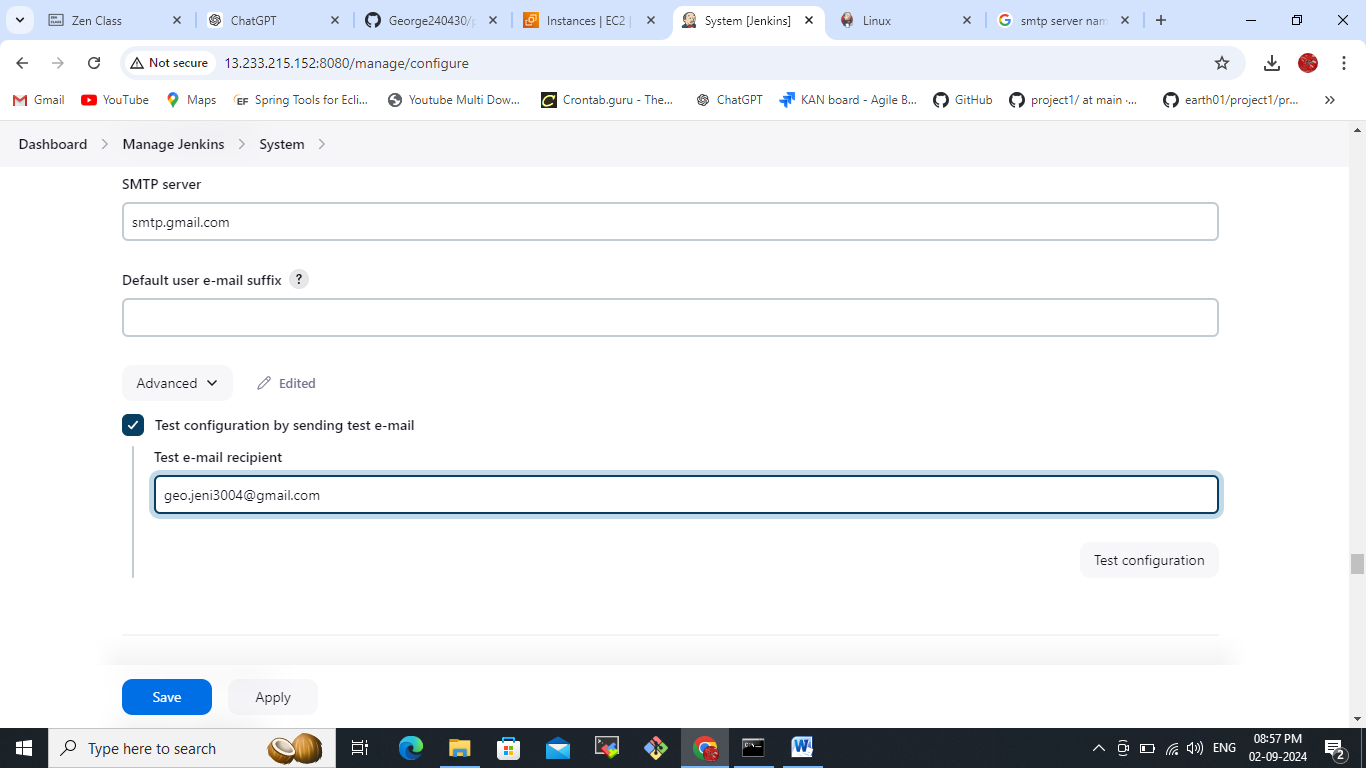 Zen Class
ChatGPT
George240430/p
Instances | EC2 |
System [Jenkins]
Linux
smtp server nam
Not secure
13.233.215.152:8080/manage/configure
Gmail
YouTube
Maps
Spring Tools for Ecli...
Youtube Multi Dow...
Crontab.guru - The...
ChatGPT
KAN board - Agile B...
GitHub
project1/ at main ·...
earth01/project1/pr...
Dashboard
Manage Jenkins
System
SMTP server
smtp.gmail.com
Default user e-mail suffix ?
Advanced
Edited
Test configuration by sending test e-mail
Test e-mail recipient
geo.jeni3004@gmail.com
Test configuration
Save
Apply
Type here to search
ENG
08:57 PM
02-09-2024
2